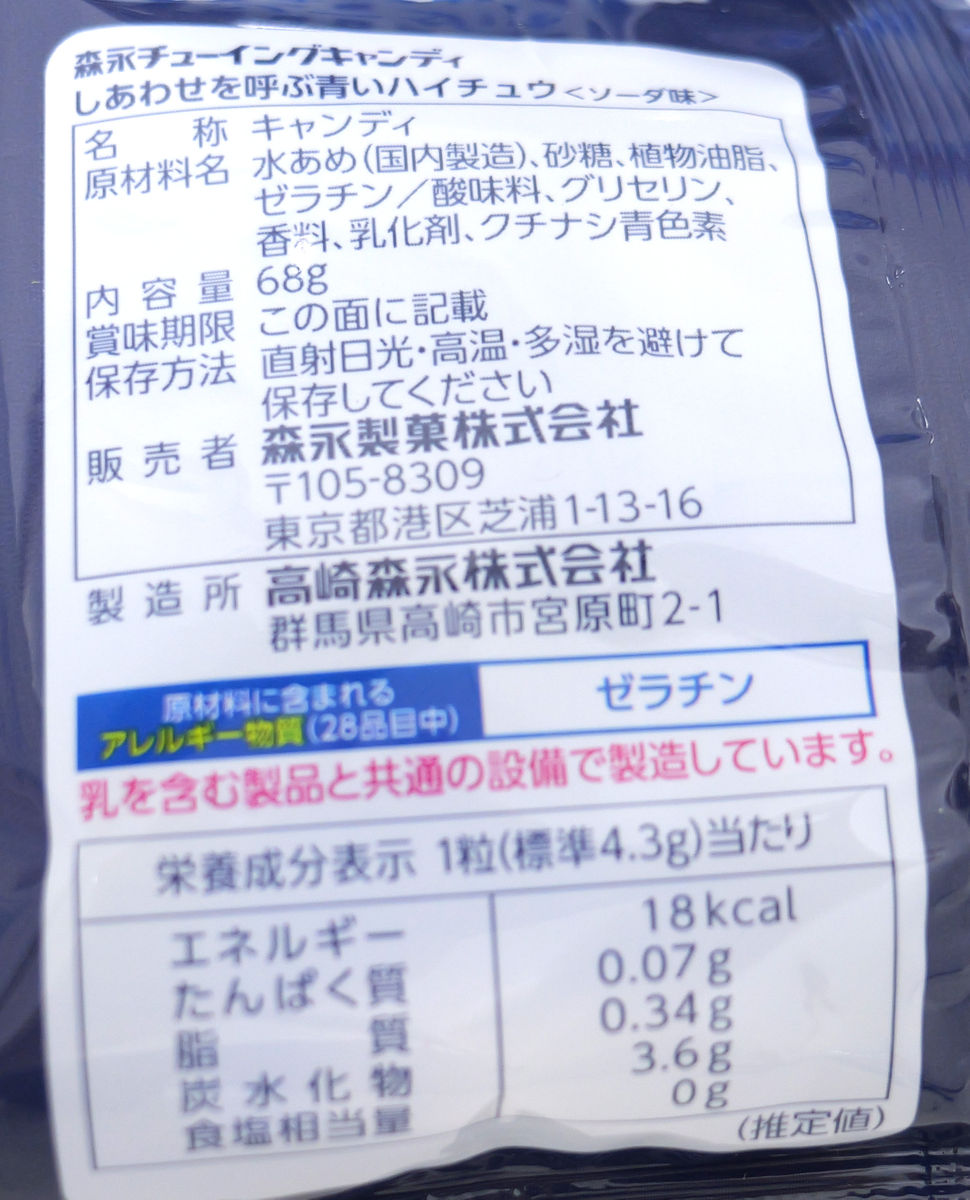 森永チューイングキャンディ
しあわせを呼ぶ青いハイチュウ<ソーダ味>
名称 キャンディ
原材料名 水あめ(国内製造)、砂糖、植物油脂、
ゼラチン／酸味料、グリセリン、
香料、乳化剤、クチナシ青色素
内容量 68g
賞味期限 この面に記載
保存方法 直射日光・高温・多湿を避けて
保存してください
販売者 森永製菓株式会社
〒105-8309
東京都港区芝浦1-13-16
製造所 高崎森永株式会社
群馬県高崎市宮原町2-1
原材料に含まれる
アレルギー物質(28品目中)
ゼラチン
乳を含む製品と共通の設備で製造しています。
栄養成分表示 1粒(標準4.3g)当たり
エネルギー 18kcal
たんぱく質 0.07g
脂質 0.34g
炭水化物 3.6g
食塩相当量 0g
(推定値)